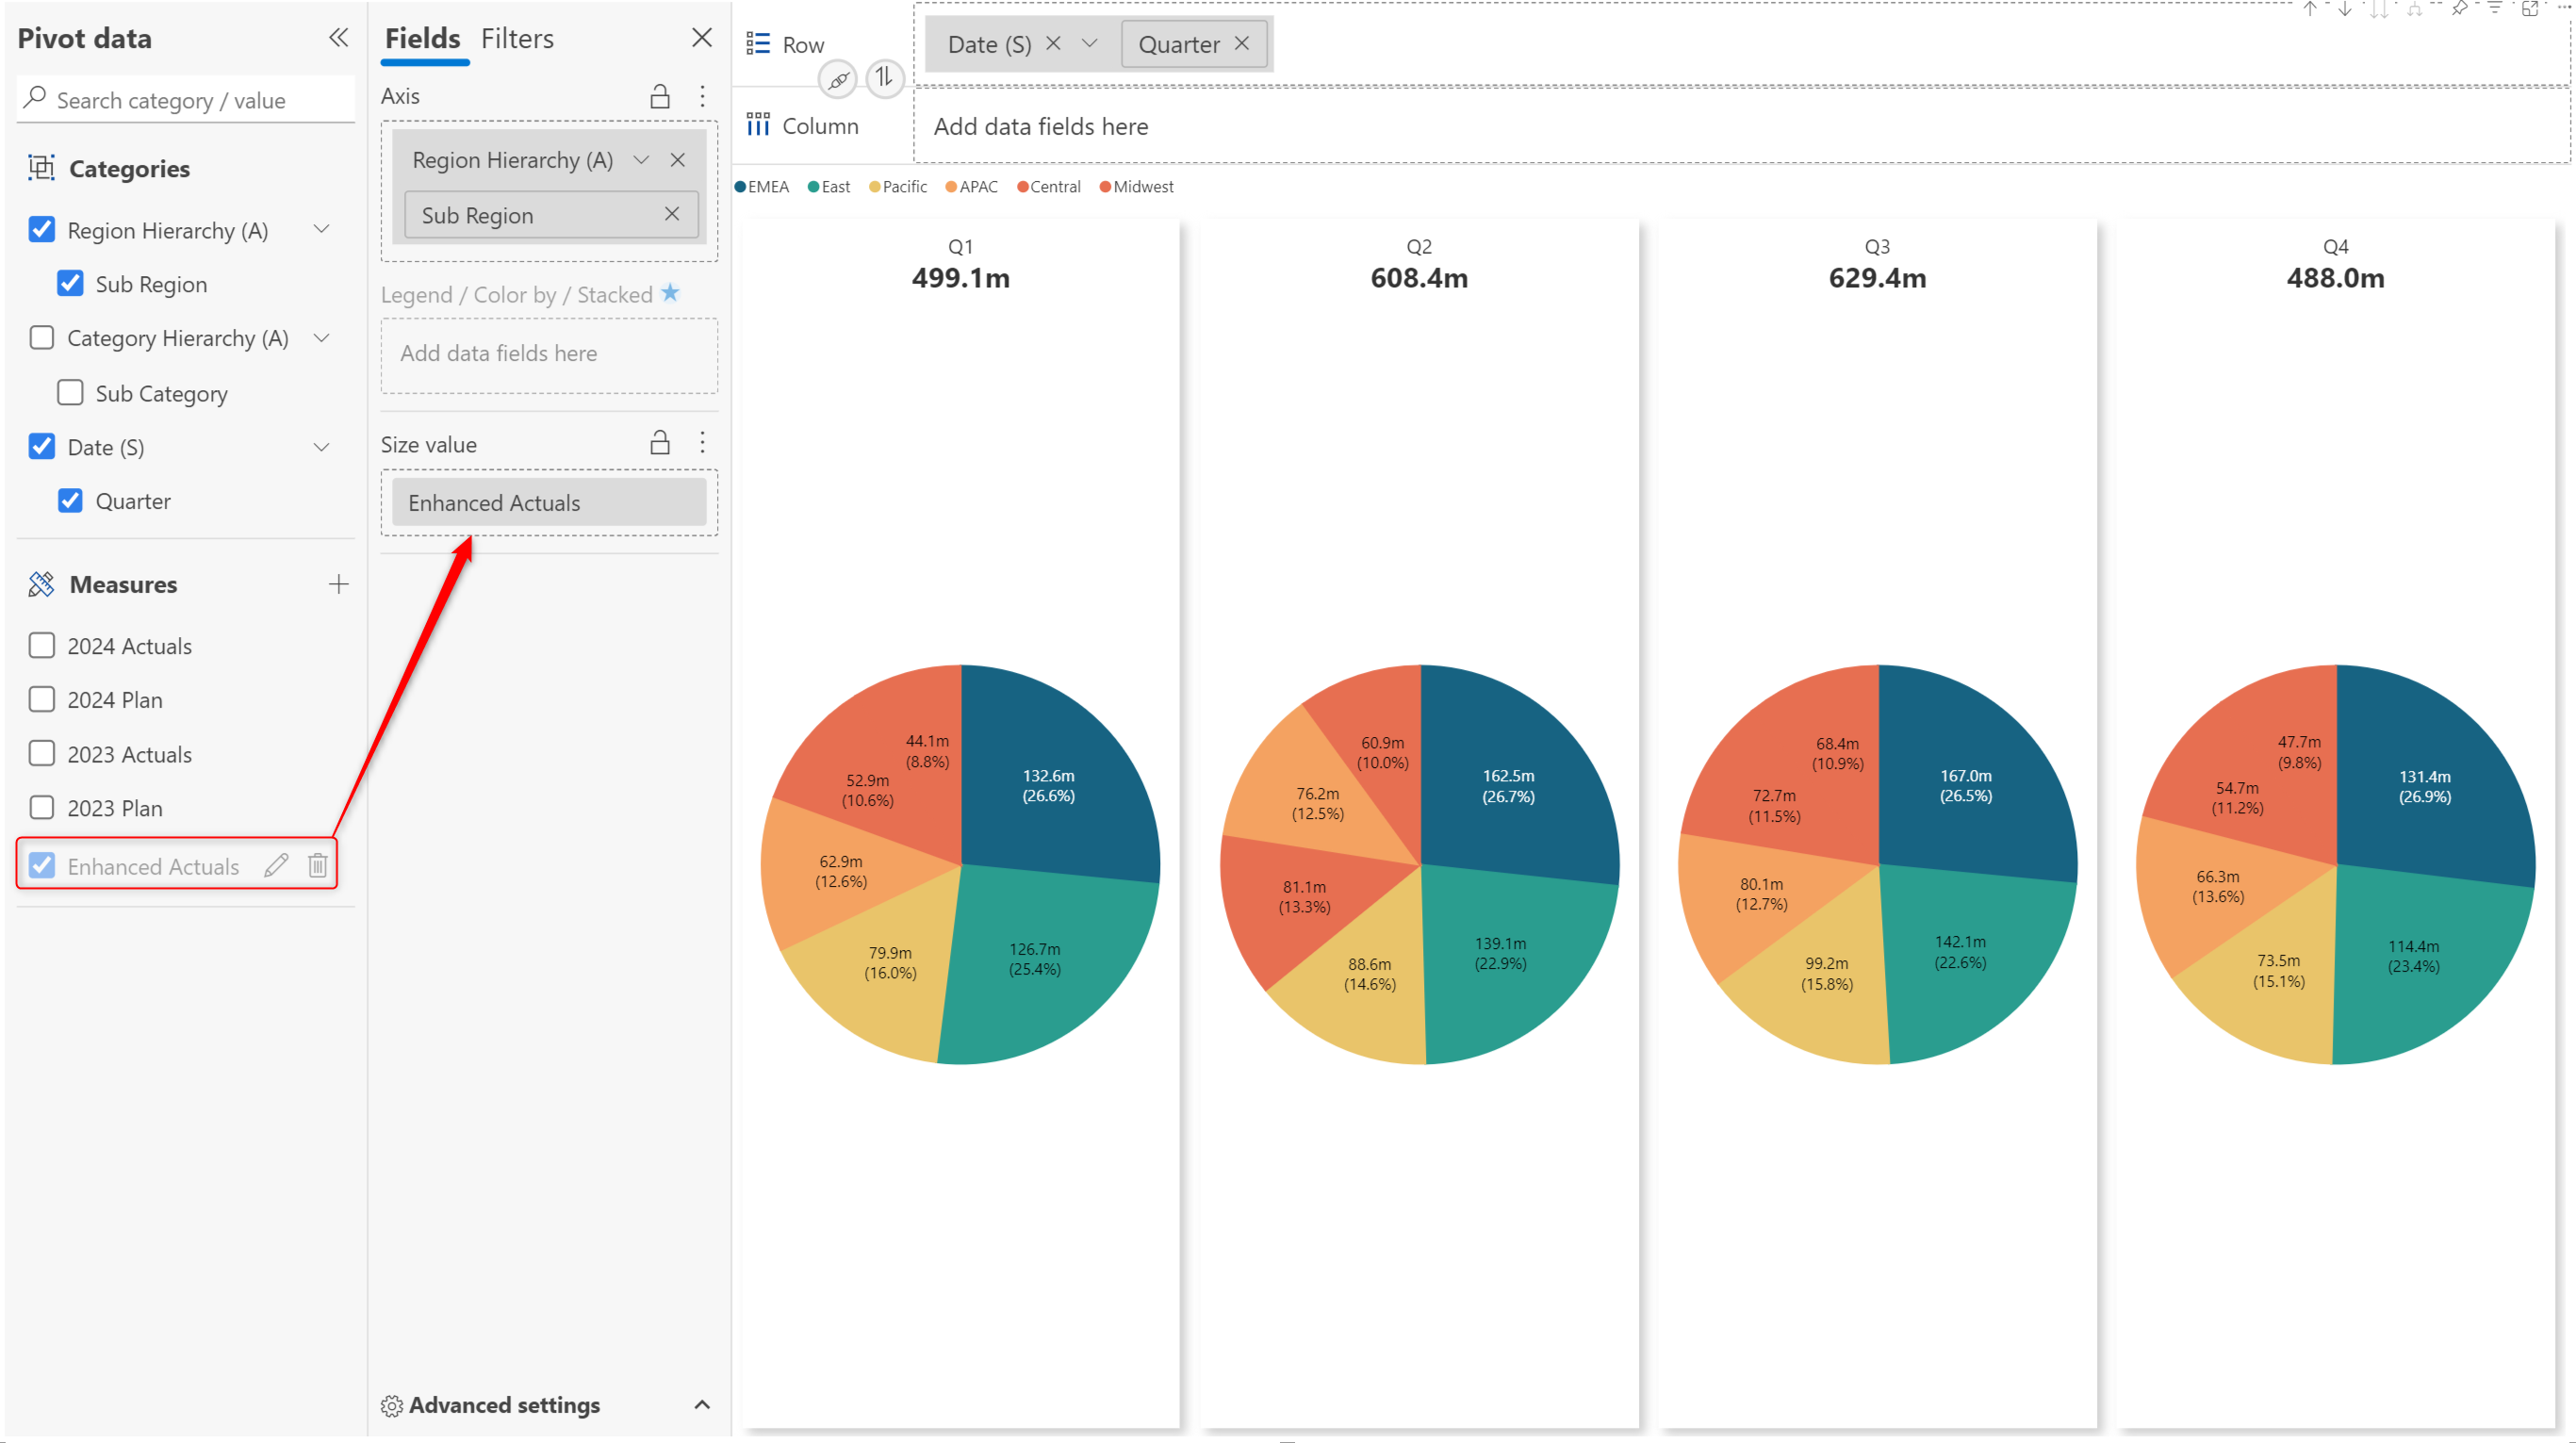 Pivot data
Search category / value
Categories
Region Hierarchy (A)
Sub Region
Category Hierarchy (A)
Sub Category
Date (S)
Quarter
Measures
2024 Actuals
2024 Plan
2023 Actuals
2023 Plan
Enhanced Actuals
Fields Filters
Axis
Region Hierarchy (A)
Sub Region
Legend / Color by / Stacked
Add data fields here
Size value
Enhanced Actuals
Advanced settings
Row
Date (S) Quarter
Column
Add data fields here
EMEA East Pacific APAC Central Midwest
Q1
499.1m
44.1m
(8.8%)
132.6m
(26.6%)
52.9m
(10.6%)
62.9m
(12.6%)
79.9m
(16.0%)
126.7m
(25.4%)
Q2
608.4m
60.9m
(10.0%)
162.5m
(26.7%)
76.2m
(12.5%)
81.1m
(13.3%)
88.6m
(14.6%)
139.1m
(22.9%)
Q3
629.4m
68.4m
(10.9%)
167.0m
(26.5%)
72.7m
(11.5%)
80.1m
(12.7%)
99.2m
(15.8%)
142.1m
(22.6%)
Q4
488.0m
47.7m
(9.8%)
131.4m
(26.9%)
54.7m
(11.2%)
66.3m
(13.6%)
73.5m
(15.1%)
114.4m
(23.4%)